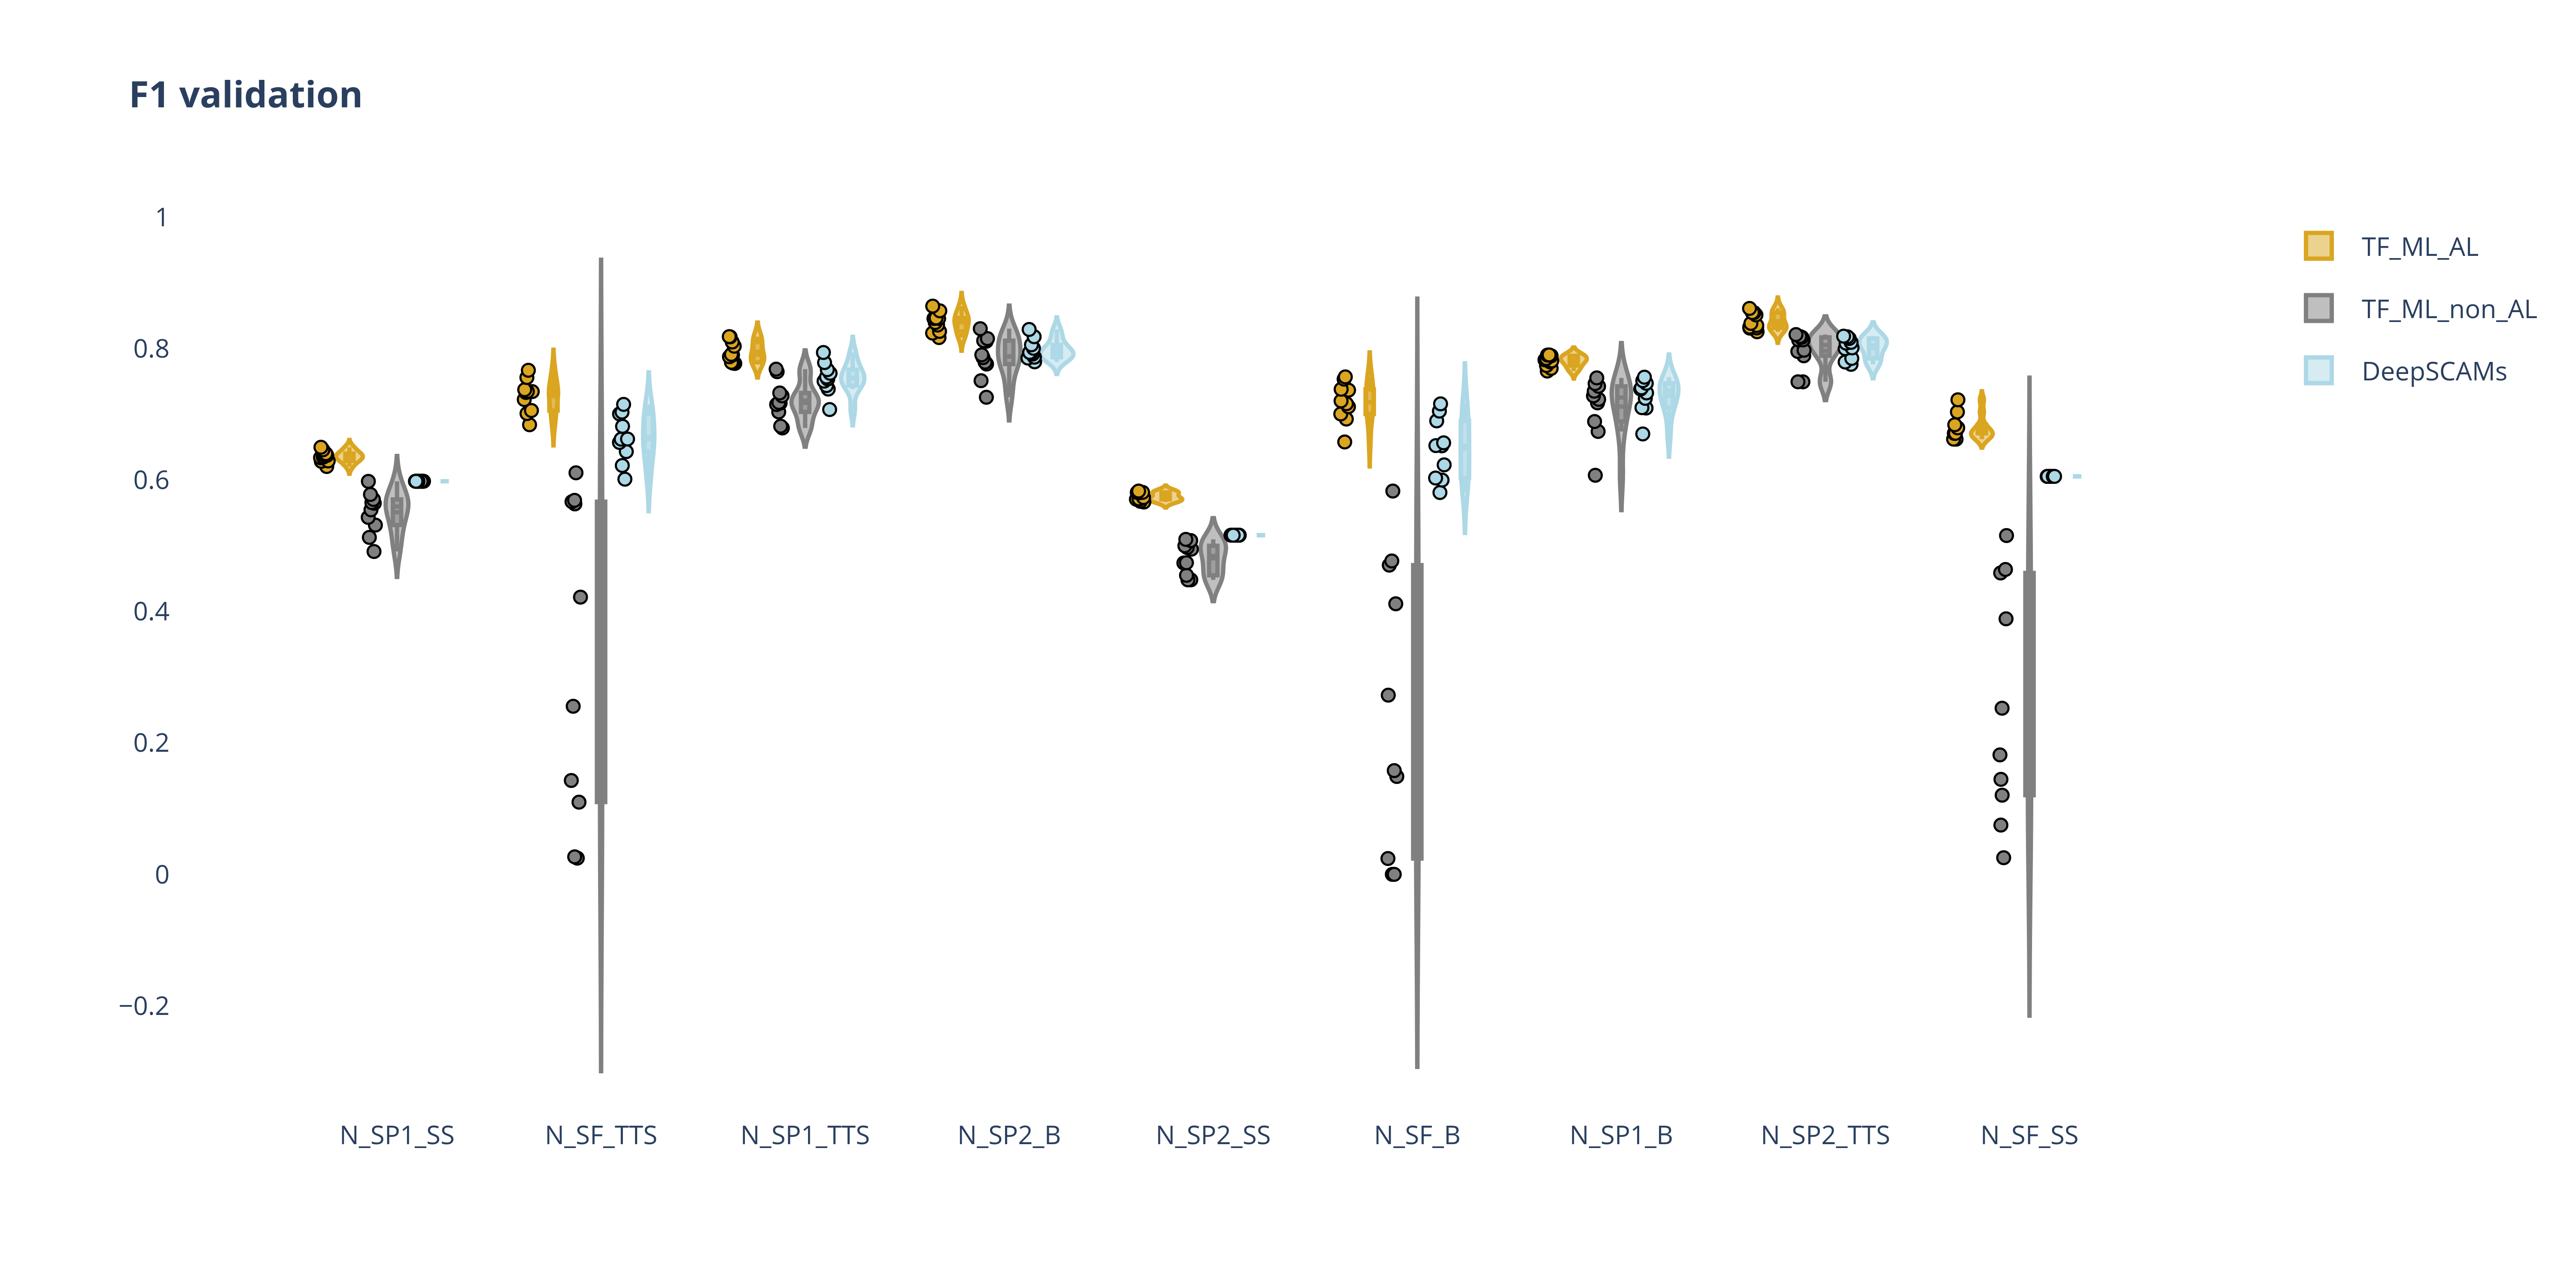 F1 validation
1
0.8
0.6
0.4
0.2
0
−0.2
N_SP1_SS
N_SF_TTS
N_SP1_TTS
N_SP2_B
N_SP2_SS
N_SF_B
N_SP1_B
N_SP2_TTS
N_SF_SS
TF_ML_AL
TF_ML_non_AL
DeepSCAMs